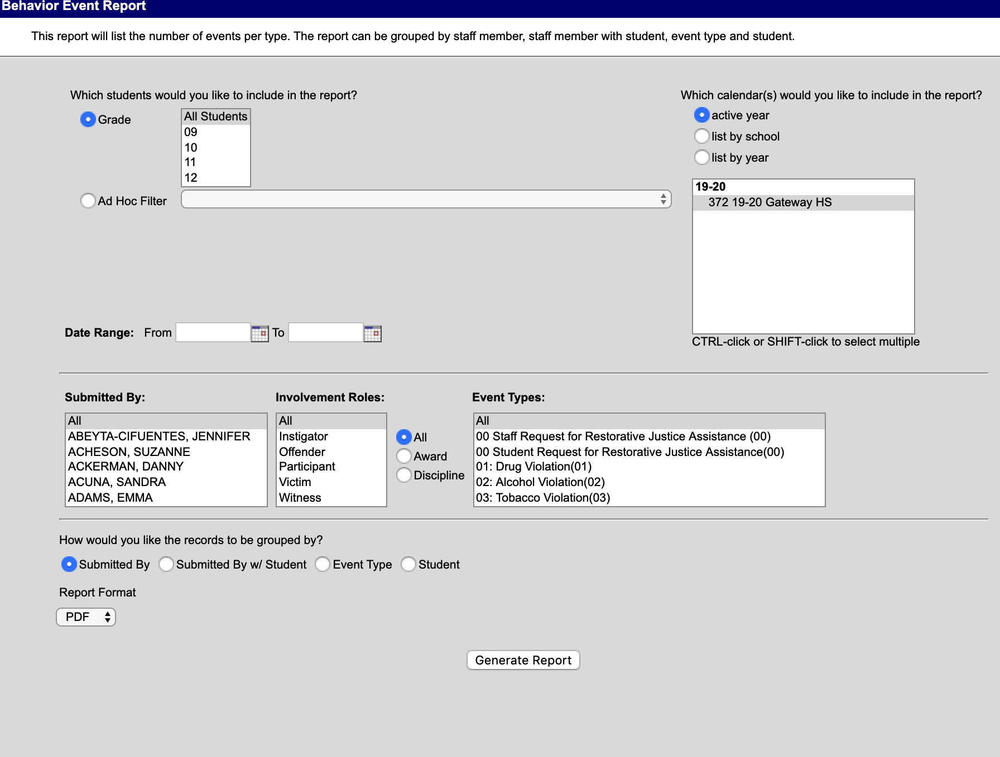 Behavior Event Report
This report will list the number of events per type. The report can be grouped by staff member, staff member with student, event type and student.
Which students would you like to include in the report?
Grade
All Students
09
10
11
12
Ad Hoc Filter
Which calendar(s) would you like to include in the report?
active year
list by school
list by year
19-20
372 19-20 Gateway HS
CTRL-click or SHIFT-click to select multiple
Date Range: From To
Submitted By:
All
ABEYTA-CIFUENTES, JENNIFER
ACHESON, SUZANNE
ACKERMAN, DANNY
ACUNA, SANDRA
ADAMS, EMMA
Involvement Roles:
All
Instigator
Offender
Participant
Victim
Witness
All
Award
Discipline
Event Types:
All
00 Staff Request for Restorative Justice Assistance (00)
00 Student Request for Restorative Justice Assistance(00)
01: Drug Violation(01)
02: Alcohol Violation(02)
03: Tobacco Violation(03)
How would you like the records to be grouped by?
Submitted By Submitted By w/ Student Event Type Student
Report Format
PDF
Generate Report